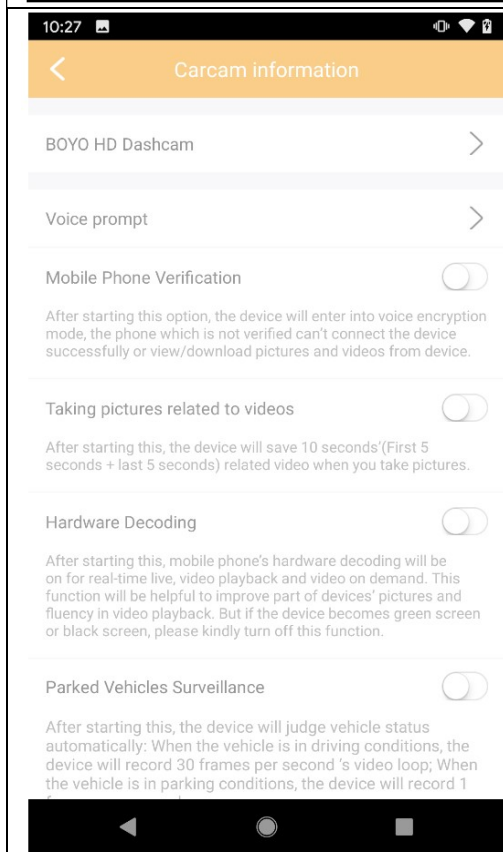 10:27
Carcam information
BOYO HD Dashcam
Voice prompt
Mobile Phone Verification
After starting this option, the device will enter into voice encryption
mode, the phone which is not verified can't connect the device
successfully or view/download pictures and videos from device.
Taking pictures related to videos
After starting this, the device will save 10 seconds'(First 5
seconds + last 5 seconds) related video when you take pictures.
Hardware Decoding
After starting this, mobile phone's hardware decoding will be
on for real-time live, video playback and video on demand. This
function will be helpful to improve part of devices' pictures and
fluency in video playback. But if the device becomes green screen
or black screen, please kindly turn off this function.
Parked Vehicles Surveillance
After starting this, the device will judge vehicle status
automatically: When the vehicle is in driving conditions, the
device will record 30 frames per second 's video loop; When
the vehicle is in parking conditions, the device will record 1